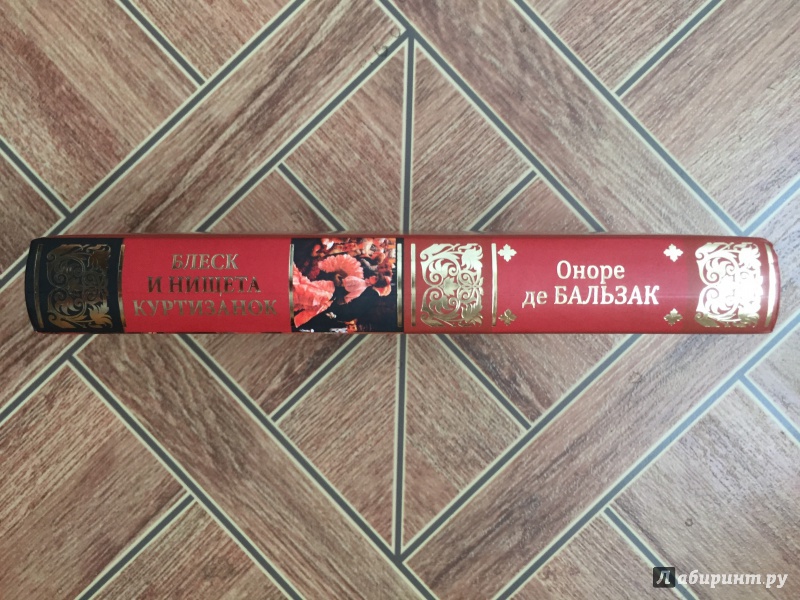 БЛЕСК
И НИЩЕТА
КУРТИЗАНОК
Оноре
де БАЛЬЗАК
Лабиринт.ру